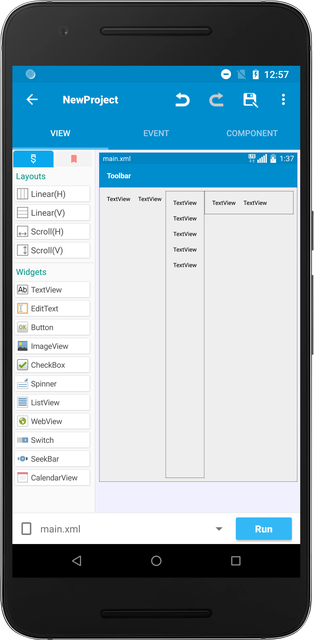 12:57
NewProject
VIEW EVENT COMPONENT
main.xml 1:37
Toolbar
Layouts
Linear(H)
Linear(V)
Scroll(H)
Scroll(V)
Widgets
Ab TextView
EditText
OK Button
ImageView
CheckBox
Spinner
ListView
WebView
Switch
SeekBar
CalendarView
TextView TextView TextView TextView TextView
TextView
TextView
TextView
TextView
main.xml Run